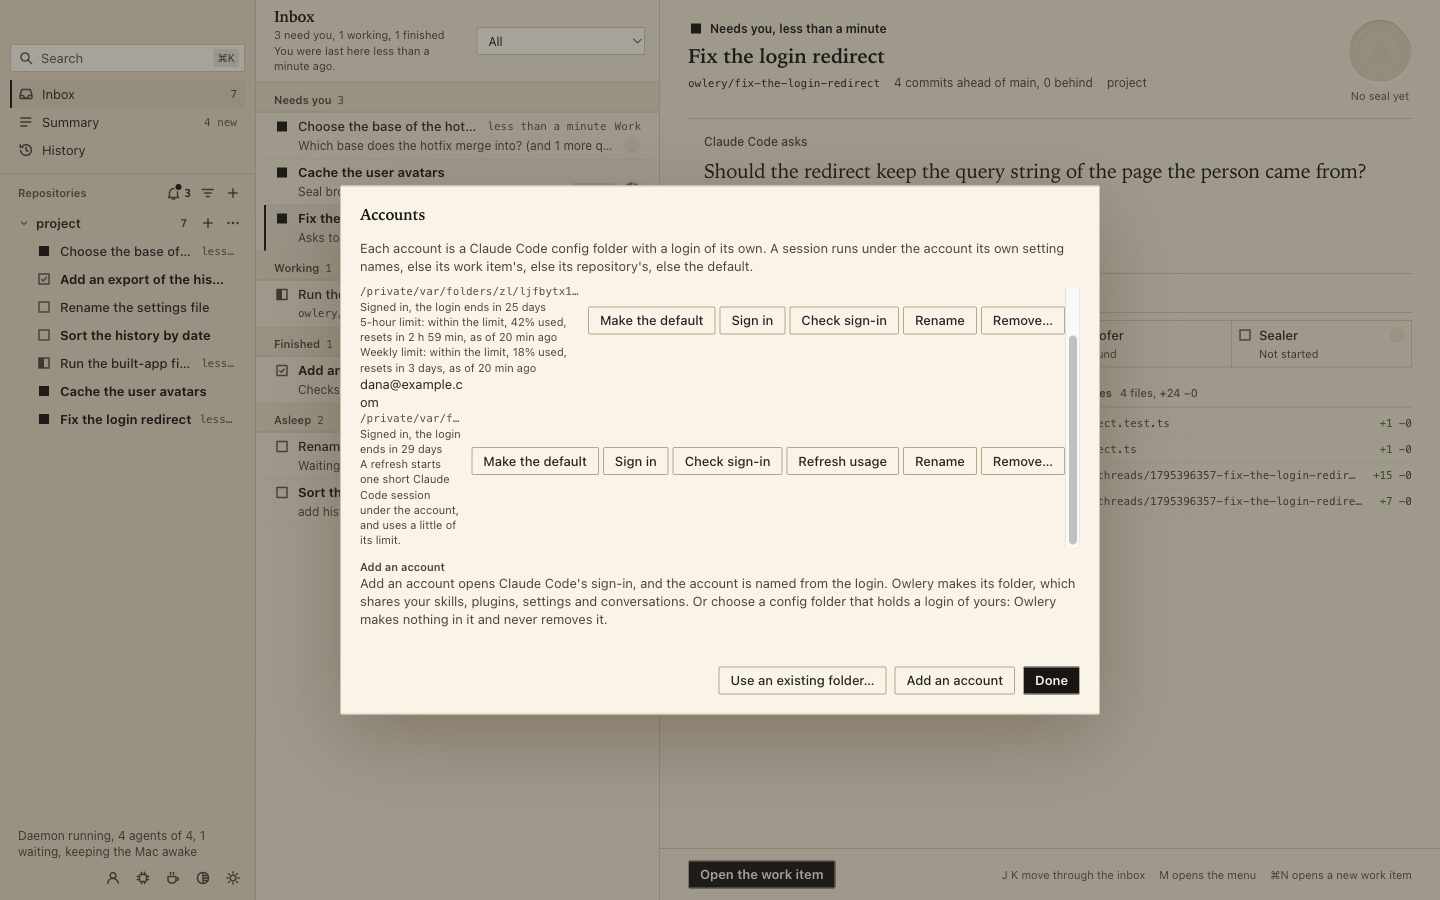 Search ⌘K
Inbox 7
Summary 4 new
History
Repositories 3
project 7
Choose the base of… less…
Add an export of the his…
Rename the settings file
Sort the history by date
Run the built-app fi… less…
Cache the user avatars
Fix the login redirect less…
Daemon running, 4 agents of 4, 1
waiting, keeping the Mac awake
Inbox
3 need you, 1 working, 1 finished
You were last here less than a
minute ago.
All
Needs you 3
Choose the base of the hot… less than a minute Work
Which base does the hotfix merge into? (and 1 more q…
Cache the user avatars
Seal
Fix the
Asks to
Working 1
Run the
owlery/
Finished 1
Add an
Checks
Asleep 2
Renam
Waiting
Sort th
add his
Needs you, less than a minute
Fix the login redirect
owlery/fix-the-login-redirect 4 commits ahead of main, 0 behind project
No seal yet
Claude Code asks
Should the redirect keep the query string of the page the person came from?
ofer
und
Sealer
Not started
es 4 files, +24 −0
ect.test.ts +1 −0
ect.ts +1 −0
threads/1795396357-fix-the-login-redir… +15 −0
threads/1795396357-fix-the-login-redirec… +7 −0
Open the work item
J K move through the inbox M opens the menu ⌘N opens a new work item
Accounts
Each account is a Claude Code config folder with a login of its own. A session runs under the account its own setting
names, else its work item's, else its repository's, else the default.
/private/var/folders/zl/ljfbytx1…
Signed in, the login ends in 25 days
5-hour limit: within the limit, 42% used,
resets in 2 h 59 min, as of 20 min ago
Weekly limit: within the limit, 18% used,
resets in 3 days, as of 20 min ago
Make the default Sign in Check sign-in Rename Remove…
dana@example.c
om
/private/var/f…
Signed in, the login
ends in 29 days
A refresh starts
one short Claude
Code session
under the account,
and uses a little of
its limit.
Make the default Sign in Check sign-in Refresh usage Rename Remove…
Add an account
Add an account opens Claude Code's sign-in, and the account is named from the login. Owlery makes its folder, which
shares your skills, plugins, settings and conversations. Or choose a config folder that holds a login of yours: Owlery
makes nothing in it and never removes it.
Use an existing folder… Add an account Done